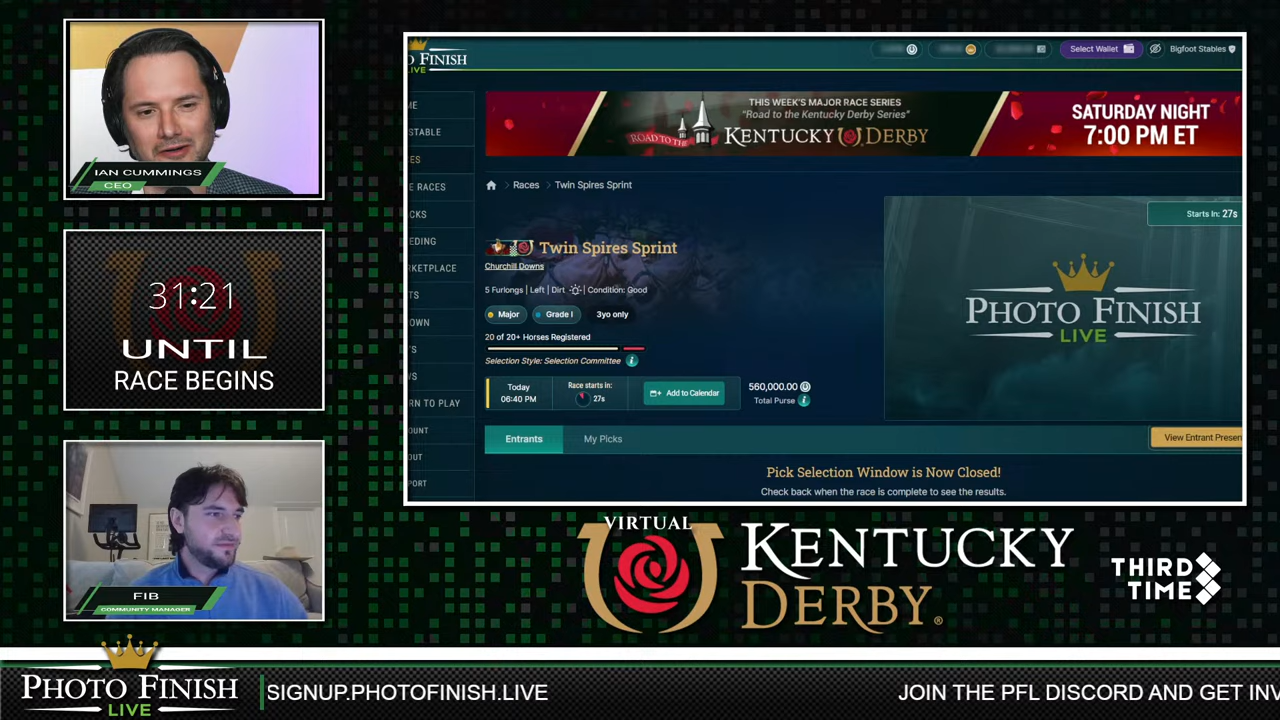 IAN CUMMINGS
CEO
31:21
UNTIL
RACE BEGINS
FIB
COMMUNITY MANAGER
O FINISH
LIVE
Select Wallet
Bigfoot Stables
THIS WEEK'S MAJOR RACE SERIES
"Road to the Kentucky Derby Series"
ROAD TO THE
KENTUCKY DERBY
SATURDAY NIGHT
7:00 PM ET
ME
STABLE
ES
E RACES
CKS
EDING
RKETPLACE
TS
OWN
'S
WS
RN TO PLAY
OUNT
OUT
PORT
Races > Twin Spires Sprint
Twin Spires Sprint
Churchill Downs
5 Furlongs | Left | Dirt | Condition: Good
Major
Grade I
3yo only
20 of 20+ Horses Registered
Selection Style: Selection Committee
Today
06:40 PM
Race starts in:
27s
Add to Calendar
560,000.00
Total Purse
Starts In: 27s
PHOTO FINISH
LIVE
Entrants
My Picks
View Entrant Presen
Pick Selection Window is Now Closed!
Check back when the race is complete to see the results.
VIRTUAL
KENTUCKY
DERBY®
THIRD
TIME
PHOTO FINISH
LIVE
SIGNUP.PHOTOFINISH.LIVE
JOIN THE PFL DISCORD AND GET INV